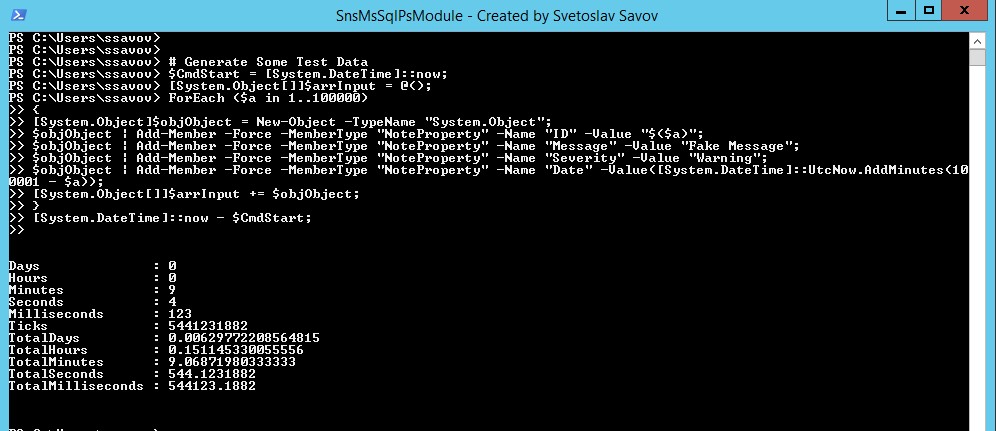 SnsMsSqlPsModule - Created by Svetoslav Savov
PS C:\Users\ssavov>
PS C:\Users\ssavov>
PS C:\Users\ssavov> # Generate Some Test Data
PS C:\Users\ssavov> $CmdStart = [System.DateTime]::now;
PS C:\Users\ssavov> [System.Object[]]$arrInput = @();
PS C:\Users\ssavov> ForEach ($a in 1..100000)
>> {
>> [System.Object]$objObject = New-Object -TypeName "System.Object";
>> $objObject | Add-Member -Force -MemberType "NoteProperty" -Name "ID" -Value "$($a)";
>> $objObject | Add-Member -Force -MemberType "NoteProperty" -Name "Message" -Value "Fake Message";
>> $objObject | Add-Member -Force -MemberType "NoteProperty" -Name "Severity" -Value "Warning";
>> $objObject | Add-Member -Force -MemberType "NoteProperty" -Name "Date" -Value([System.DateTime]::UtcNow.AddMinutes(10
0001 - $a));
>> [System.Object[]]$arrInput += $objObject;
>> }
>> [System.DateTime]::now - $CmdStart;
>>
Days : 0
Hours : 0
Minutes : 9
Seconds : 4
Milliseconds : 123
Ticks : 5441231882
TotalDays : 0.00629772208564815
TotalHours : 0.151145330055556
TotalMinutes : 9.06871980333333
TotalSeconds : 544.1231882
TotalMilliseconds : 544123.1882